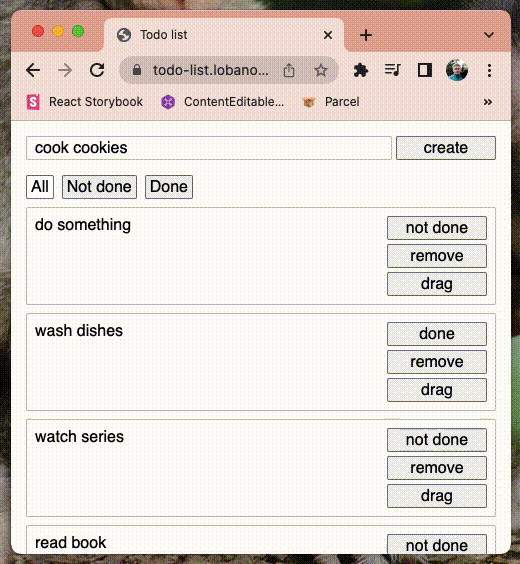 Todo list
todo-list.lobano...
React Storybook
ContentEditable...
Parcel
»
cook cookies
create
All
Not done
Done
do something
not done
remove
drag
wash dishes
done
remove
drag
watch series
not done
remove
drag
read book
not done